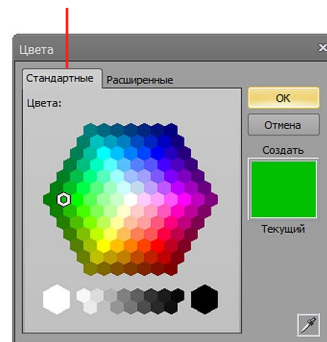 Цвета
Стандартные
Расширенные
Цвета:
ОК
Отмена
Создать
Текущий